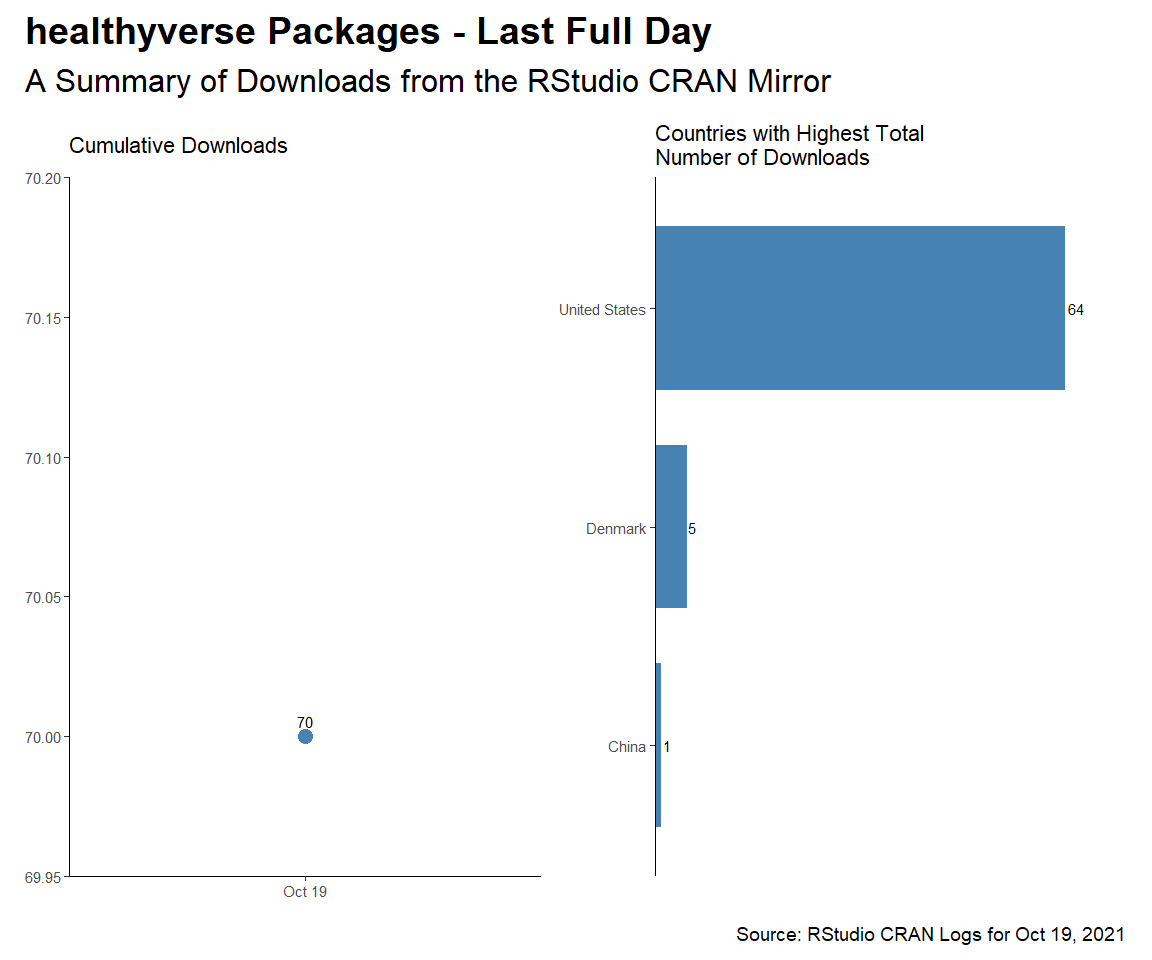 healthyverse Packages - Last Full Day
A Summary of Downloads from the RStudio CRAN Mirror
Cumulative Downloads
70.20
70.15
70.10
70.05
70.00
69.95
70
Oct 19
Countries with Highest Total
Number of Downloads
United States
64
Denmark
5
China
1
Source: RStudio CRAN Logs for Oct 19, 2021